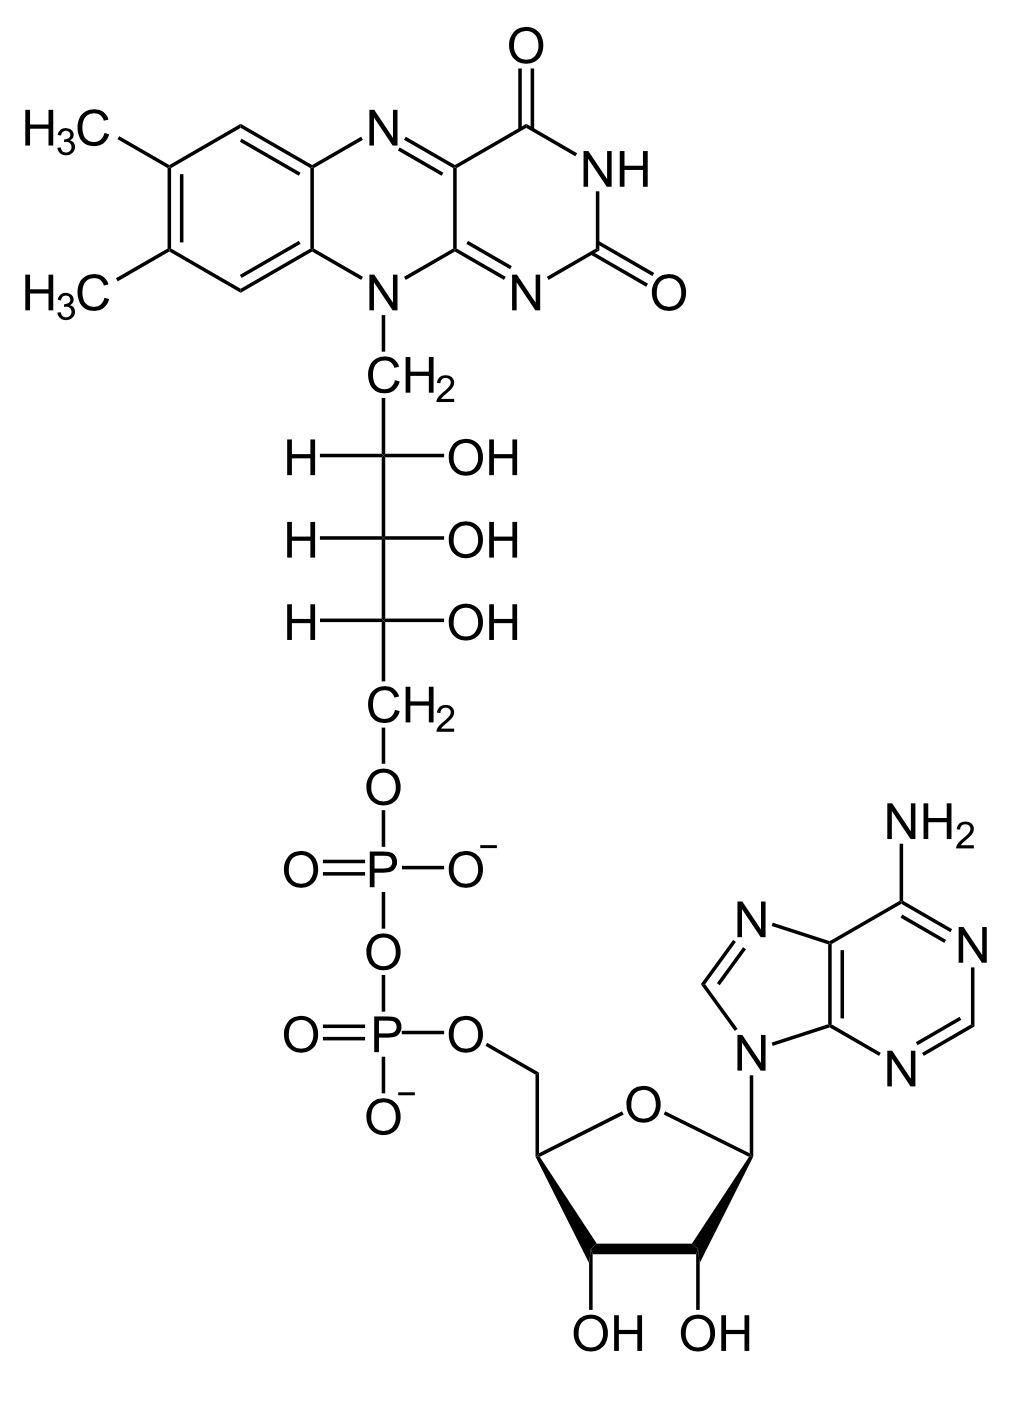 O
H₃C N NH
H₃C N N O
CH₂
H OH
H OH
H OH
CH₂
O
NH₂
O P O⁻
N N
O
O P O
N N
O⁻ O
OH OH